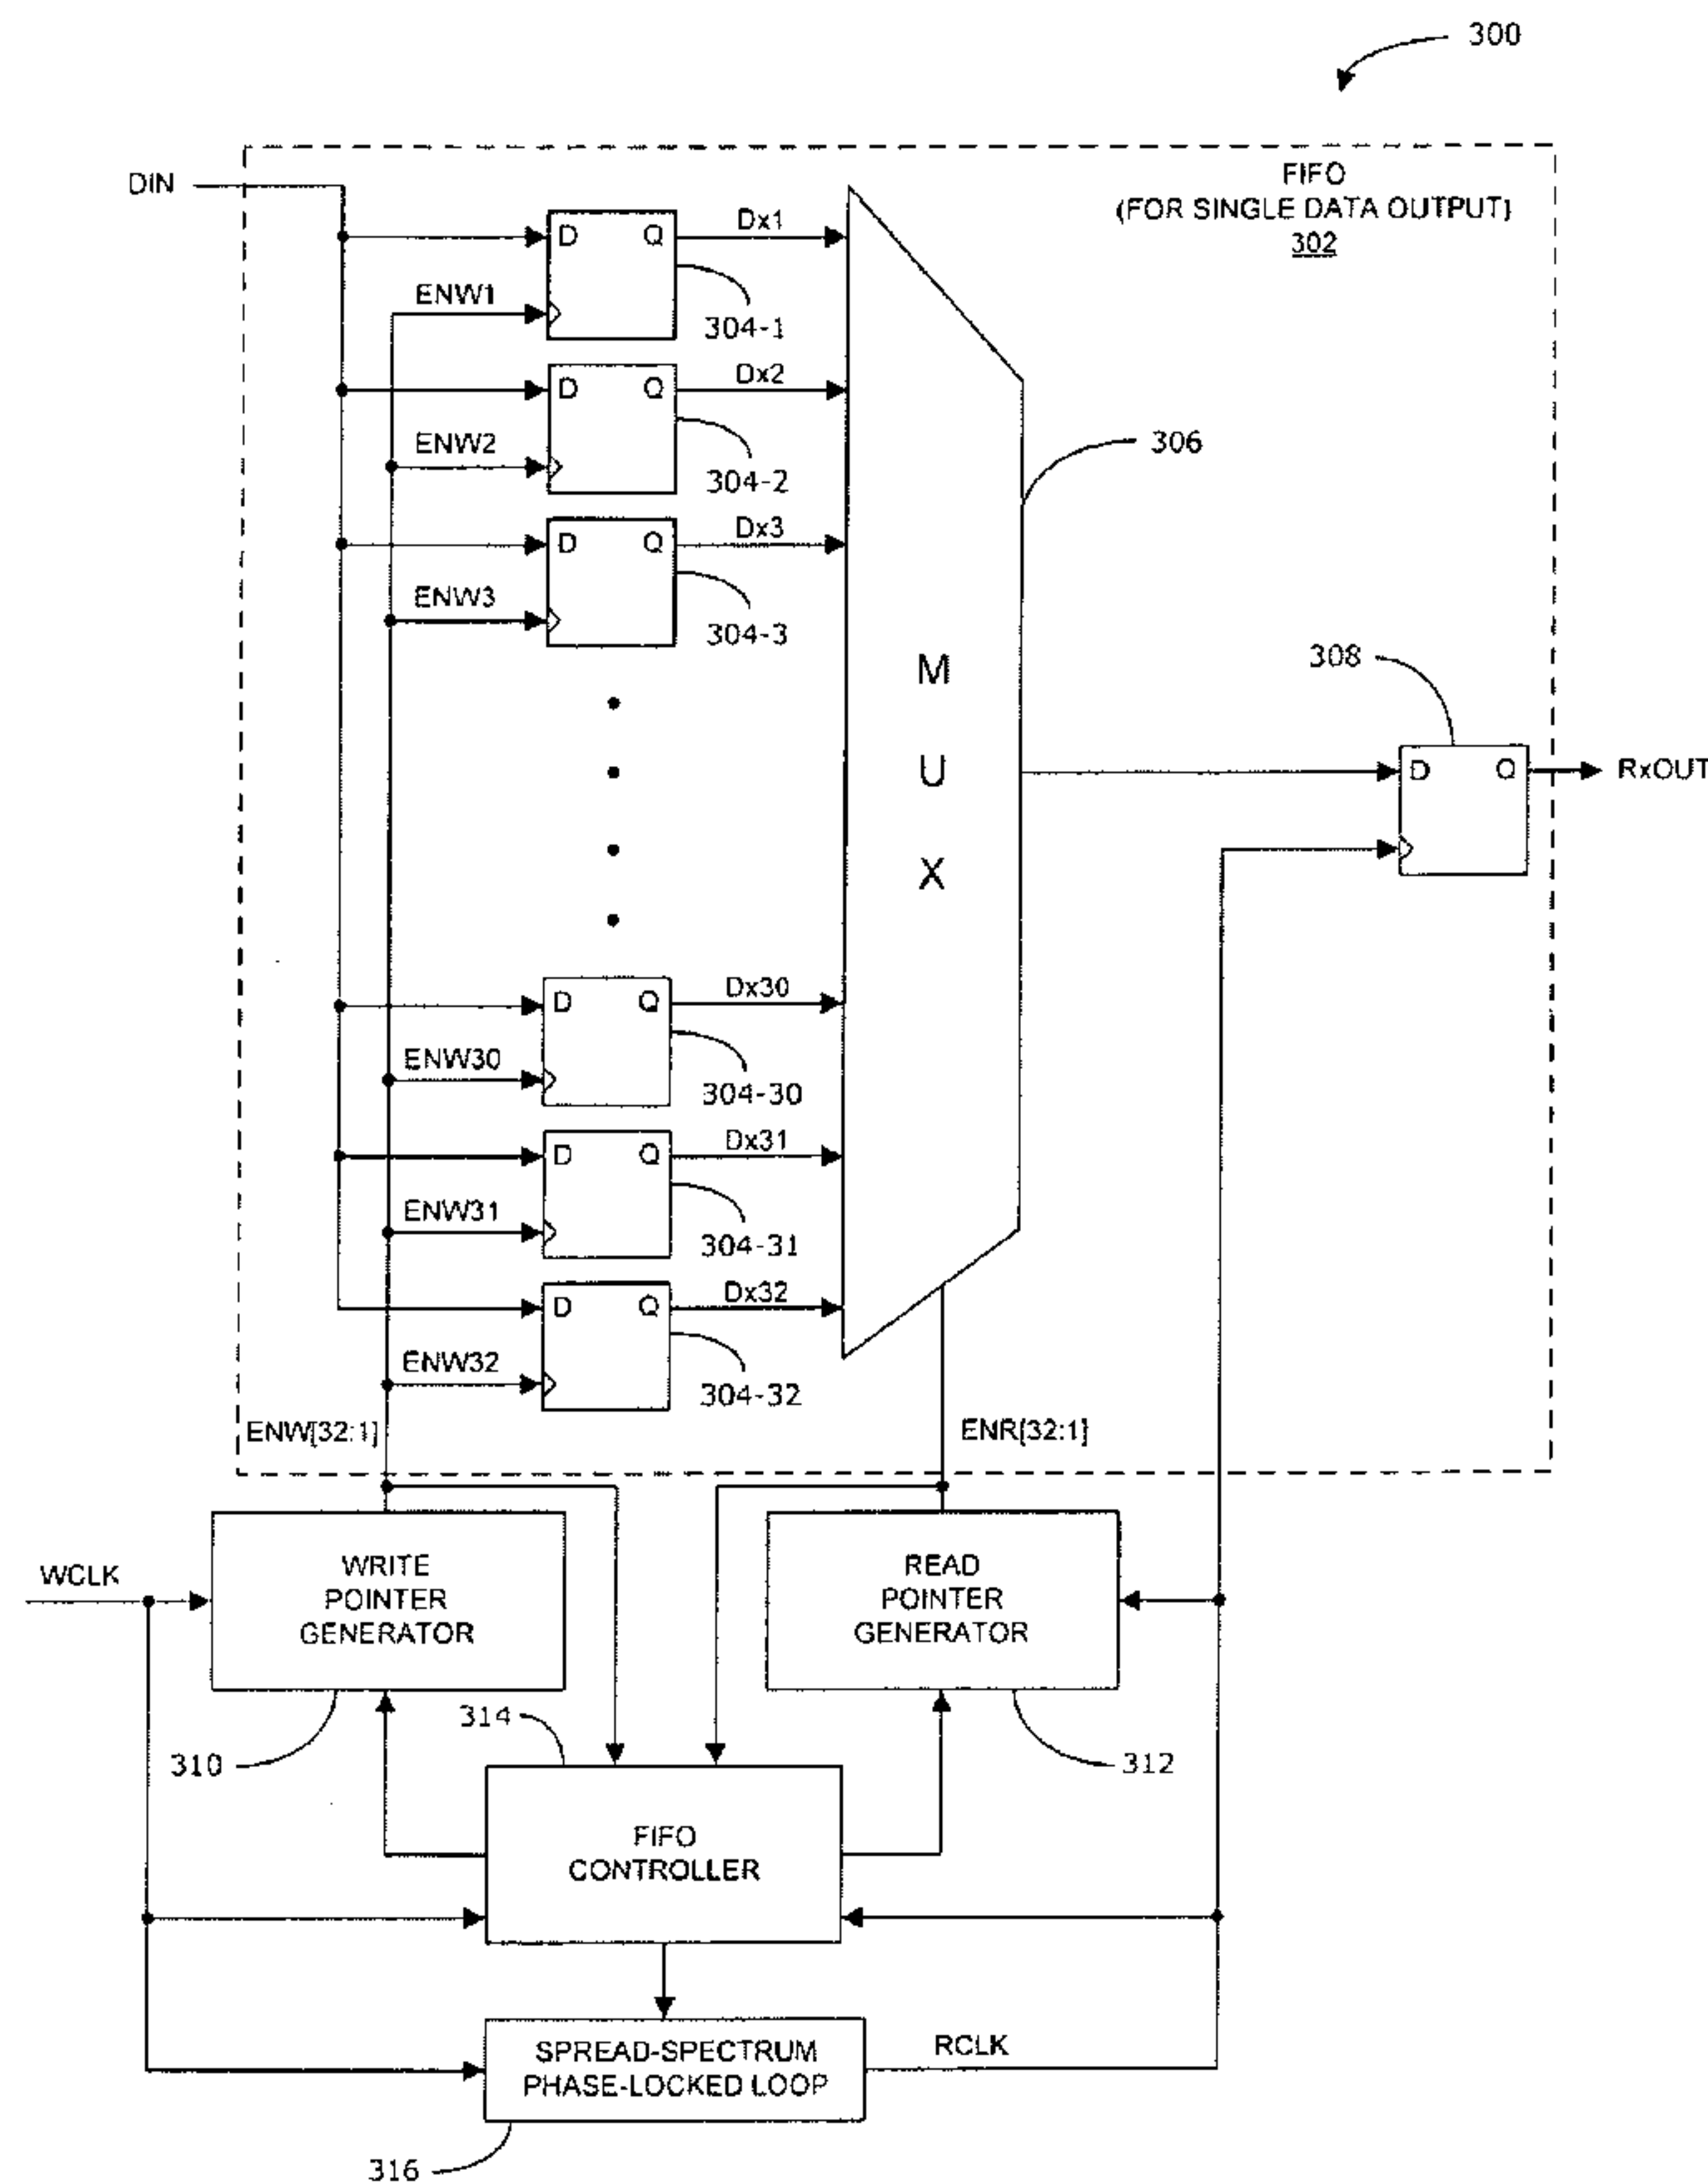 300
FIFO
(FOR SINGLE DATA OUTPUT)
302
DIN
D Q Dx1
ENW1
304-1
D Q Dx2
ENW2
304-2
306
D Q Dx3
ENW3
304-3
M
U
X
308
D Q RxOUT
D Q Dx30
ENW30
304-30
D Q Dx31
ENW31
304-31
D Q Dx32
ENW32
304-32
ENW[32:1]
ENR[32:1]
WCLK
WRITE
POINTER
GENERATOR
READ
POINTER
GENERATOR
310
314
312
FIFO
CONTROLLER
SPREAD-SPECTRUM
PHASE-LOCKED LOOP
RCLK
316